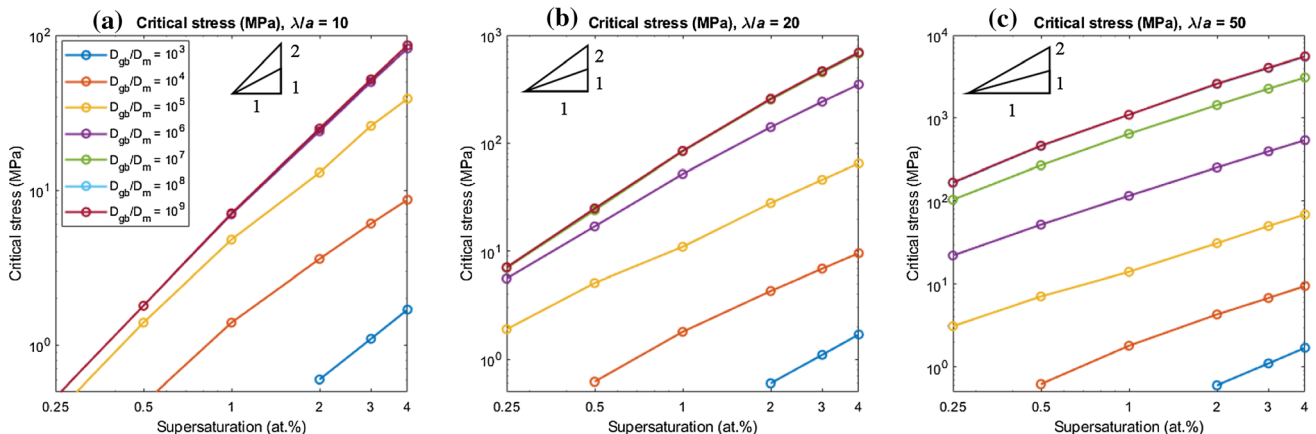 (a) Critical stress (MPa), λ/a = 10
10²
10¹
10⁰
Critical stress (MPa)
D_gb/D_m = 10³
D_gb/D_m = 10⁴
D_gb/D_m = 10⁵
D_gb/D_m = 10⁶
D_gb/D_m = 10⁷
D_gb/D_m = 10⁸
D_gb/D_m = 10⁹
2
1
1
0.25 0.5 1 2 3 4
Supersaturation (at.%)
(b) Critical stress (MPa), λ/a = 20
10³
10²
10¹
10⁰
Critical stress (MPa)
2
1
1
0.25 0.5 1 2 3 4
Supersaturation (at.%)
(c) Critical stress (MPa), λ/a = 50
10⁴
10³
10²
10¹
10⁰
Critical stress (MPa)
2
1
1
0.25 0.5 1 2 3 4
Supersaturation (at.%)